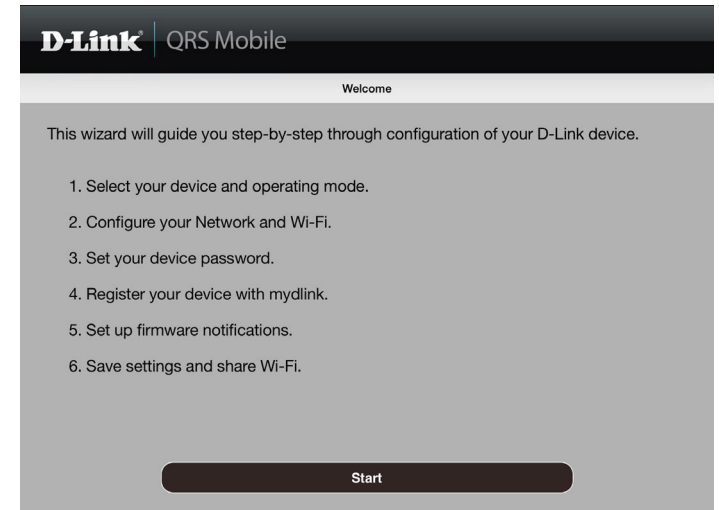 D-Link QRS Mobile
Welcome
This wizard will guide you step-by-step through configuration of your D-Link device.
1. Select your device and operating mode.
2. Configure your Network and Wi-Fi.
3. Set your device password.
4. Register your device with mydlink.
5. Set up firmware notifications.
6. Save settings and share Wi-Fi.
Start